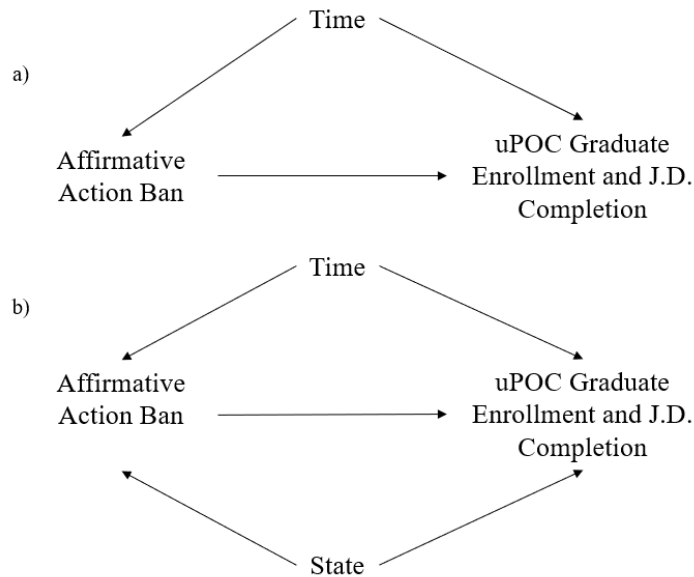 Time
a)
Affirmative
Action Ban
uPOC Graduate
Enrollment and J.D.
Completion
Time
b)
Affirmative
Action Ban
uPOC Graduate
Enrollment and J.D.
Completion
State